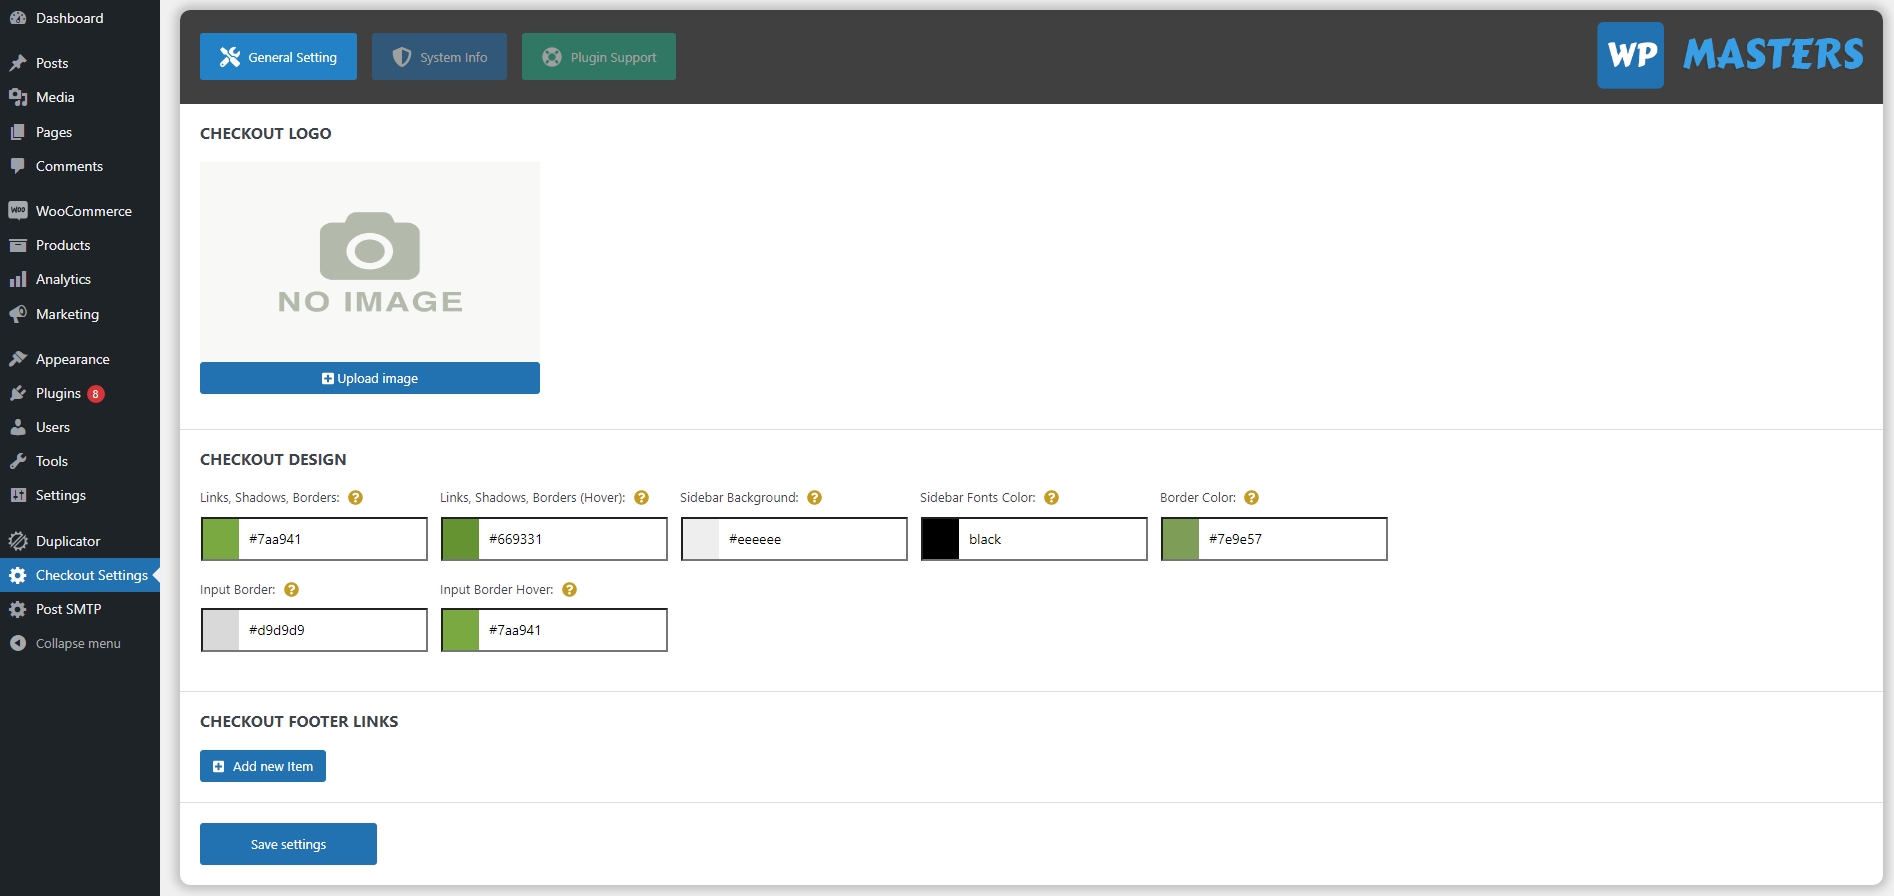 Dashboard
Posts
Media
Pages
Comments
WOO WooCommerce
Products
Analytics
Marketing
Appearance
Plugins 8
Users
Tools
Settings
Duplicator
Checkout Settings
Post SMTP
Collapse menu
General Setting System Info Plugin Support
WP MASTERS
CHECKOUT LOGO
NO IMAGE
Upload image
CHECKOUT DESIGN
Links, Shadows, Borders: ? Links, Shadows, Borders (Hover): ? Sidebar Background: ? Sidebar Fonts Color: ? Border Color: ?
#7aa941 #669331 #eeeeee black #7e9e57
Input Border: ? Input Border Hover: ?
#d9d9d9 #7aa941
CHECKOUT FOOTER LINKS
Add new Item
Save settings